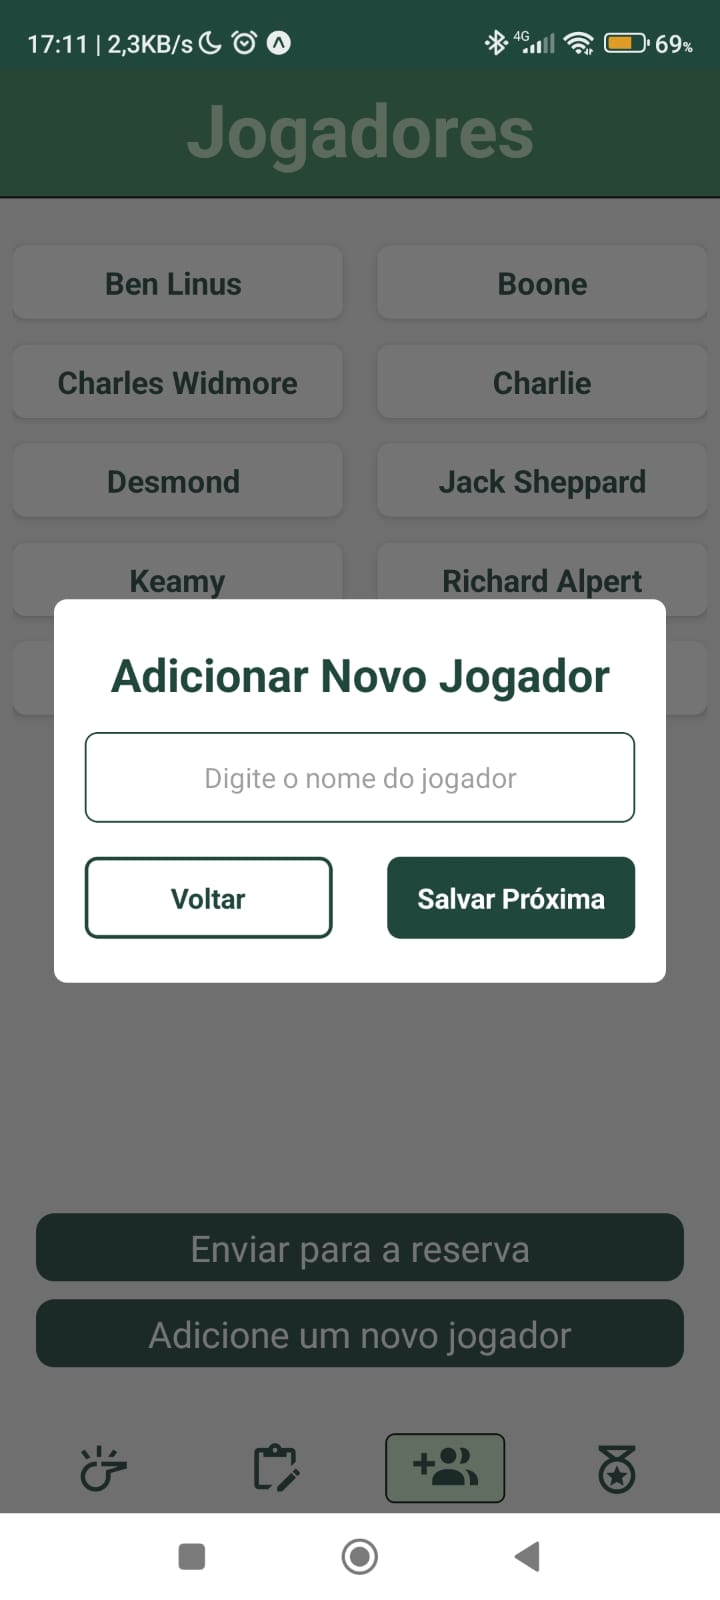 17:11 | 2,3KB/s 4G 69%
Jogadores
Ben Linus Boone
Charles Widmore Charlie
Desmond Jack Sheppard
Keamy Richard Alpert
Adicionar Novo Jogador
Digite o nome do jogador
Voltar Salvar Próxima
Enviar para a reserva
Adicione um novo jogador